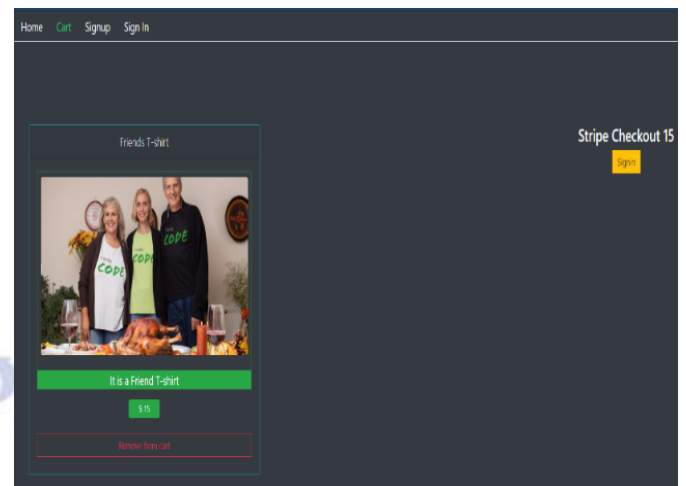 Home Cart Signup Sign In
Friends T-shirt
Stripe Checkout 15
Signin
CODE
CODE
CODE
It is a Friend T-shirt
$ 15
Remove from cart